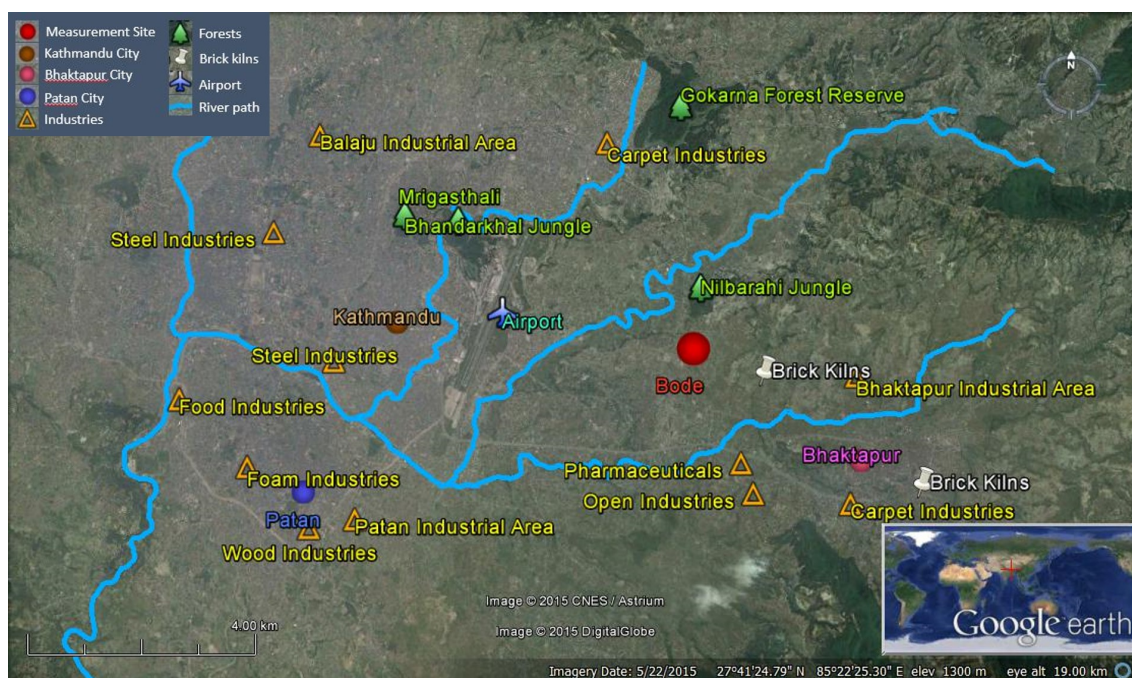 Measurement Site
Kathmandu City
Bhaktapur City
Patan City
Industries
Forests
Brick kilns
Airport
River path
N
Gokarna Forest Reserve
Balaju Industrial Area
Carpet Industries
Mrigasthali
Bhandarkhal Jungle
Steel Industries
Nilbarahi Jungle
Kathmandu
Airport
Steel Industries
Bode
Brick Kilns
Bhaktapur Industrial Area
Food Industries
Bhaktapur
Pharmaceuticals
Foam Industries
Brick Kilns
Open Industries
Carpet Industries
Patan
Patan Industrial Area
Wood Industries
Image © 2015 CNES / Astrium
4.00 km
Image © 2015 DigitalGlobe
Google earth
Imagery Date: 5/22/2015 27°41'24.79" N 85°22'25.30" E elev 1300 m eye alt 19.00 km